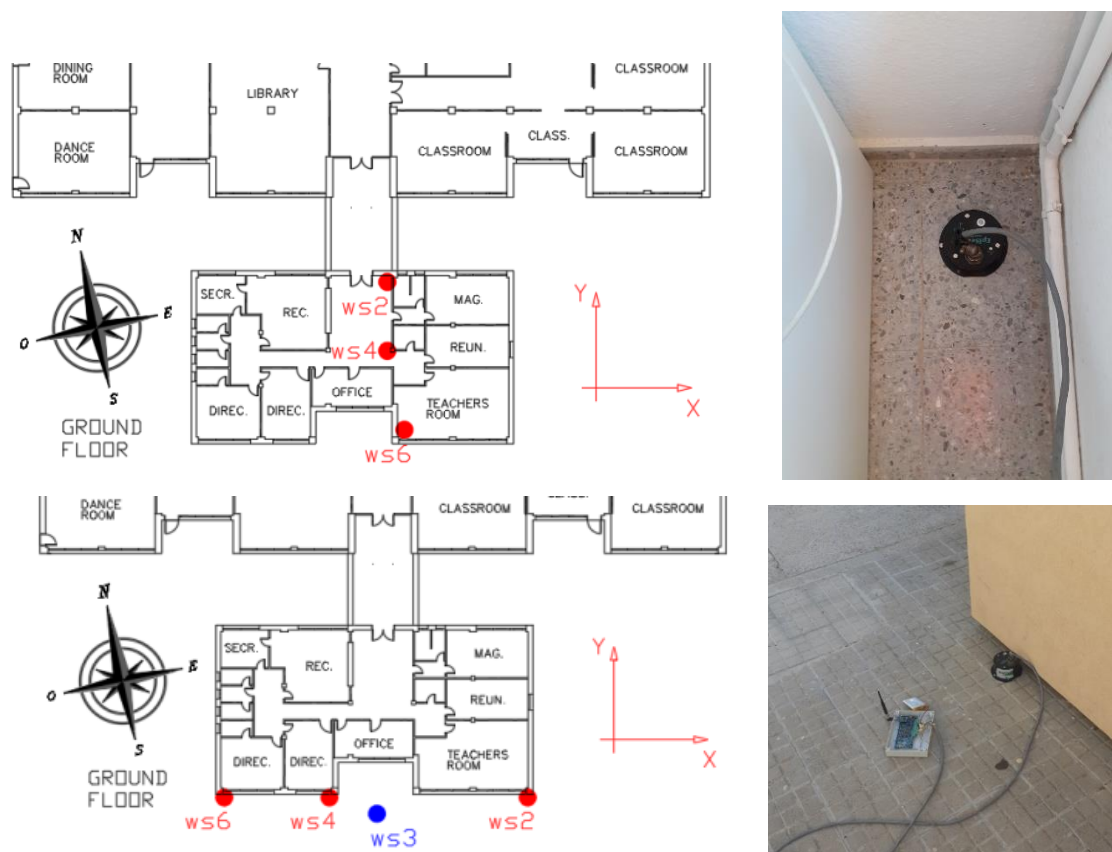 DINING
ROOM
LIBRARY
CLASSROOM
DANCE
ROOM
CLASSROOM
CLASS.
CLASSROOM
N
E
O
S
GROUND
FLOOR
SECR.
REC.
ws2
MAG.
ws4
REUN.
OFFICE
DIREC.
DIREC.
TEACHERS
ROOM
ws6
Y
X
DANCE
ROOM
CLASSROOM
CLASSROOM
N
E
O
S
GROUND
FLOOR
SECR.
REC.
MAG.
REUN.
OFFICE
DIREC.
DIREC.
TEACHERS
ROOM
ws6
ws4
ws3
ws2
Y
X